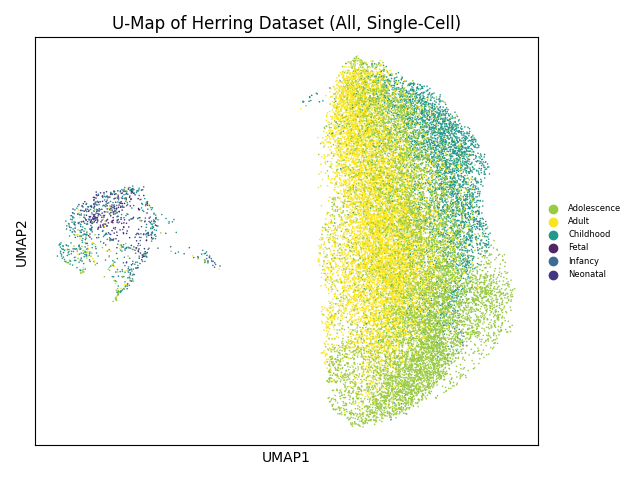 U-Map of Herring Dataset (All, Single-Cell)
UMAP2
Adolescence
Adult
Childhood
Fetal
Infancy
Neonatal
UMAP1